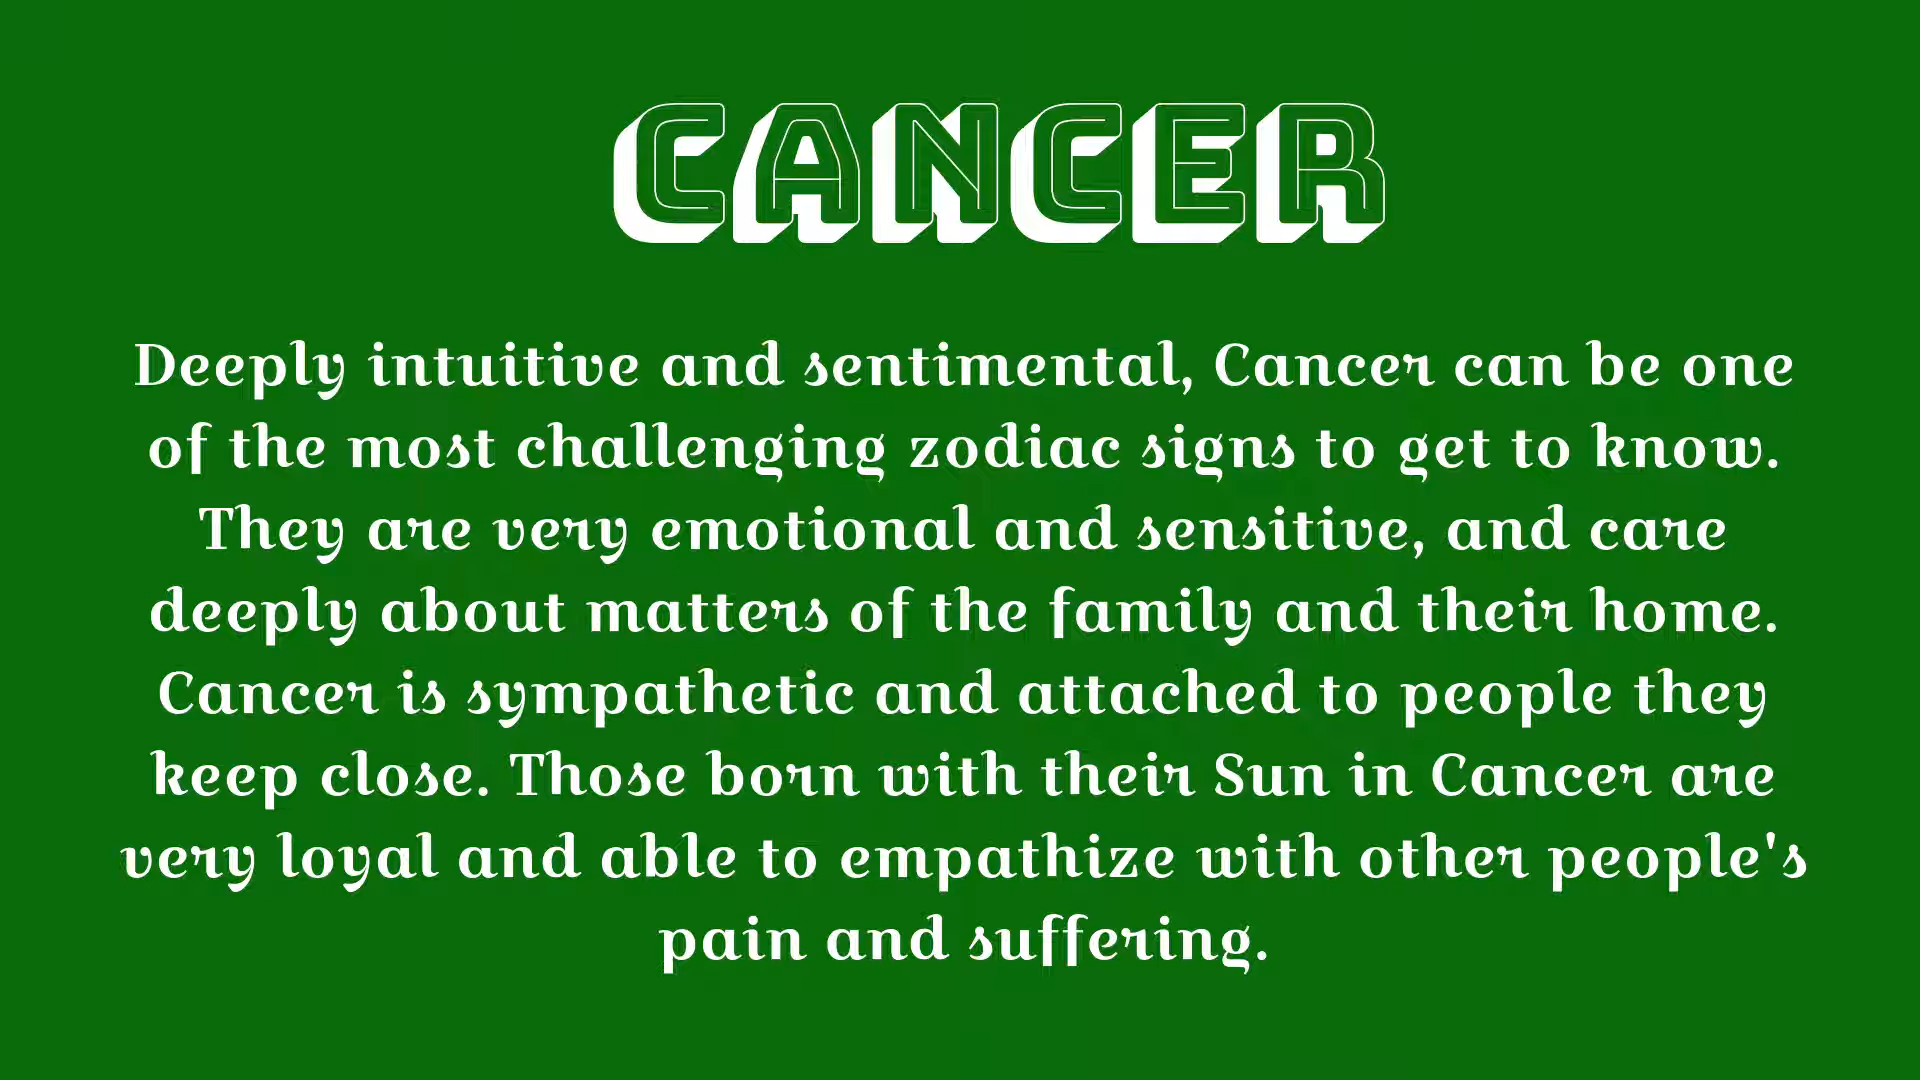 CANCER
Deeply intuitive and sentimental, Cancer can be one
of the most challenging zodiac signs to get to know.
They are very emotional and sensitive, and care
deeply about matters of the family and their home.
Cancer is sympathetic and attached to people they
keep close. Those born with their Sun in Cancer are
very loyal and able to empathize with other people's
pain and suffering.